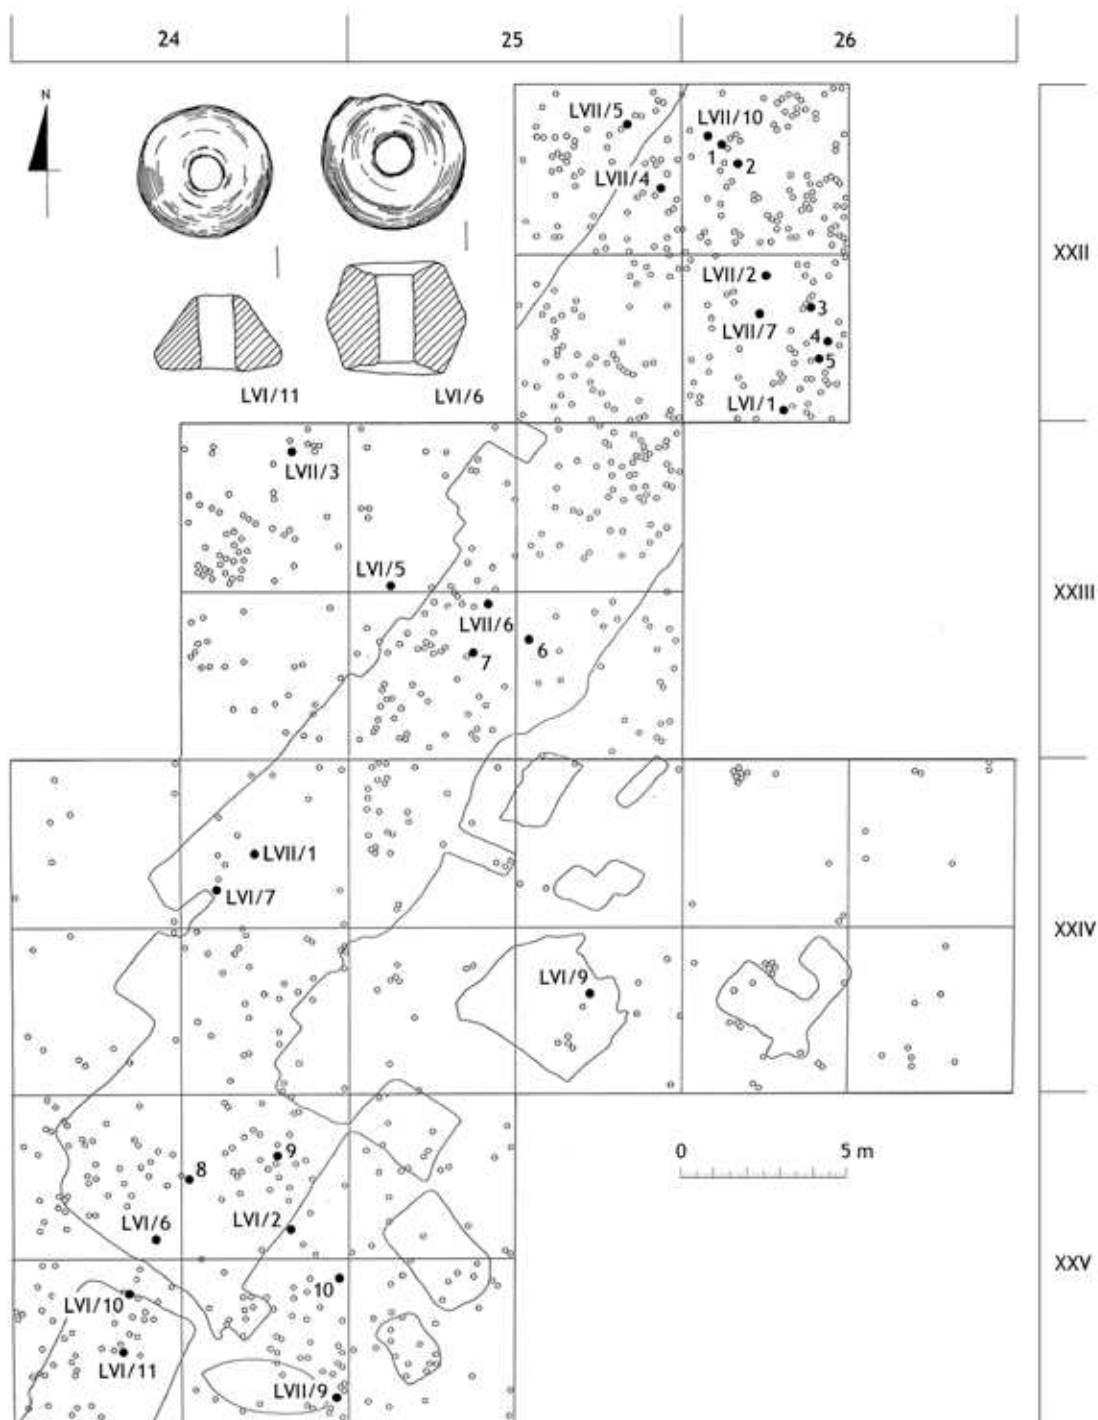 24 25 26
N
LVII/5 LVII/10
1 2
LVII/4
XXII
LVII/2
3
LVII/7
4
5
LVI/11 LVI/6 LVI/1
LVII/3
LVI/5
XXIII
LVII/6
7 6
LVII/1
LVI/7
XXIV
LVI/9
0 5 m
9
8
LVI/2
LVI/6
XXV
10
LVI/10
LVI/11
LVII/9